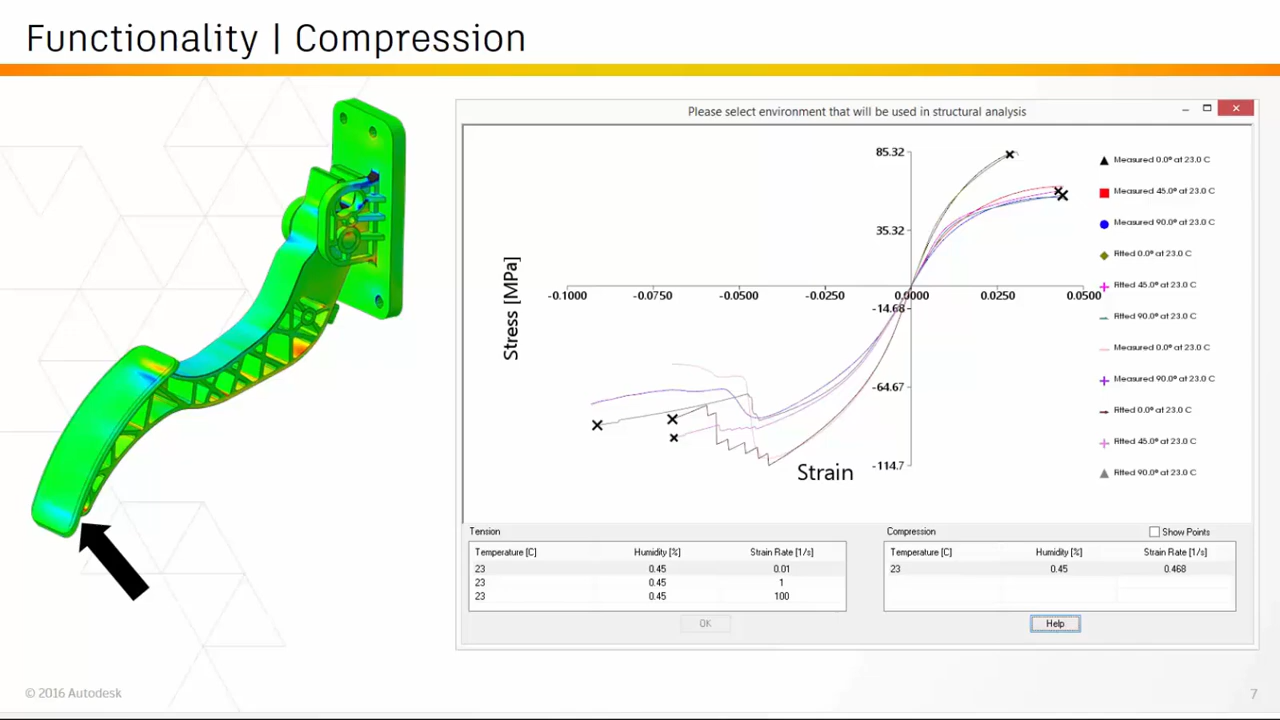 Functionality | Compression
Please select environment that will be used in structural analysis
85.32
35.32
-14.68
-64.67
-114.7
-0.1000 -0.0750 -0.0500 -0.0250 0.0000 0.0250 0.0500
Stress [MPa]
Strain
Measured 0.0º at 23.0 C
Measured 45.0º at 23.0 C
Measured 90.0º at 23.0 C
Fitted 0.0º at 23.0 C
Fitted 45.0º at 23.0 C
Fitted 90.0º at 23.0 C
Measured 0.0º at 23.0 C
Measured 90.0º at 23.0 C
Fitted 0.0º at 23.0 C
Fitted 45.0º at 23.0 C
Fitted 90.0º at 23.0 C
Tension
Temperature [C] Humidity [%] Strain Rate [1/s]
23 0.45 0.01
23 0.45 1
23 0.45 100
OK
Compression
Show Points
Temperature [C] Humidity [%] Strain Rate [1/s]
23 0.45 0.468
Help
© 2016 Autodesk
7